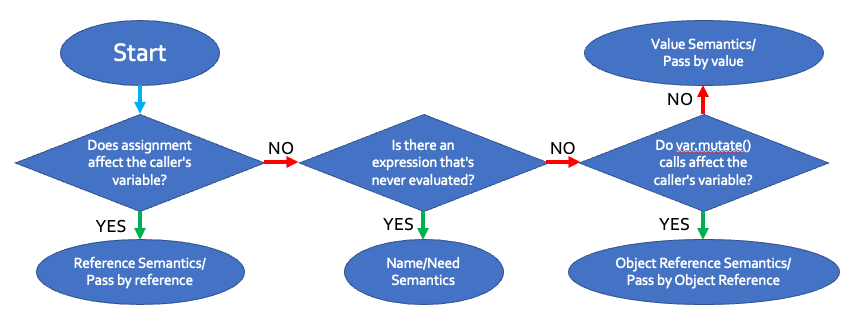 Start
Does assignment
affect the caller's
variable?
NO
Is there an
expression that's
never evaluated?
NO
Do var.mutate()
calls affect the
caller's variable?
NO
Value Semantics/
Pass by value
YES
Reference Semantics/
Pass by reference
YES
Name/Need
Semantics
YES
Object Reference Semantics/
Pass by Object Reference